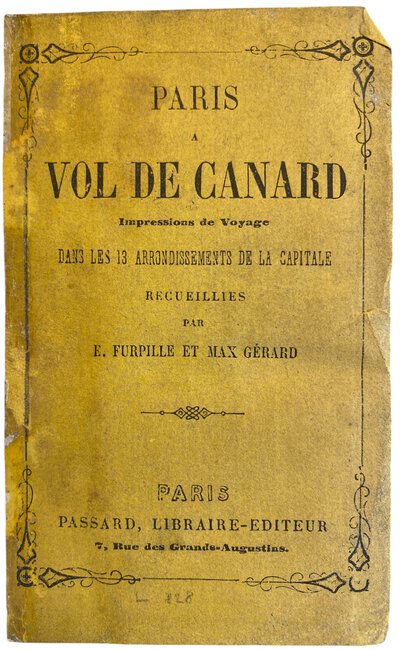 PARIS
A
VOL DE CANARD
Impressions de Voyage
DANS LES 13 ARRONDISSEMENTS DE LA CAPITALE
RECUEILLIES
PAR
E. FURPILLE ET MAX GÉRARD
PARIS
PASSARD, LIBRAIRE-EDITEUR
7, Rue des Grands-Augustins.
L 828